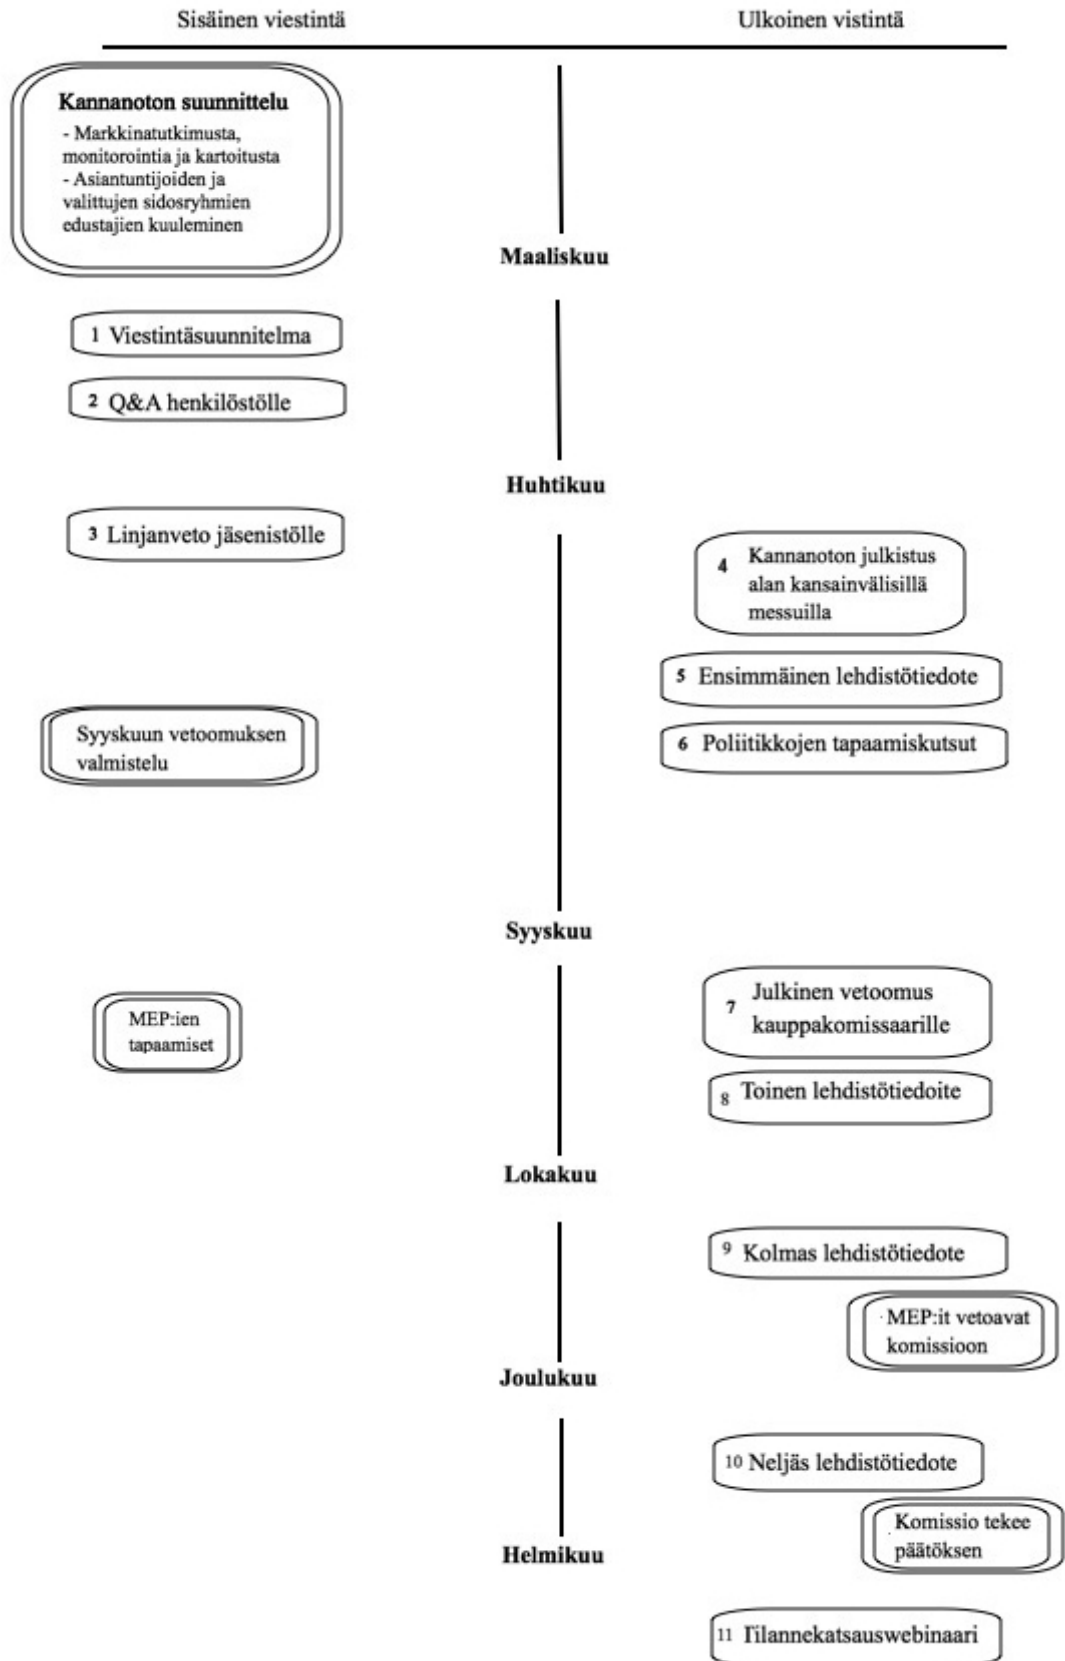 Sisäinen viestintä
Ulkoinen vistintä
Kannanoton suunnittelu
- Markkinatutkimusta,
monitorointia ja kartoitusta
- Asiantuntijoiden ja
valittujen sidosryhmien
edustajien kuuleminen
Maaliskuu
1 Viestintäsuunnitelma
2 Q&A henkilöstölle
Huhtikuu
3 Linjanveto jäsenistölle
4 Kannanoton julkistus
alan kansainvälisillä
messuilla
5 Ensimmäinen lehdistötiedote
Syyskuun vetoomuksen
valmistelu
6 Poliitikkojen tapaamiskutsut
Syyskuu
MEP:ien
tapaamiset
7 Julkinen vetoomus
kauppakomissaarille
8 Toinen lehdistötiedoite
Lokakuu
9 Kolmas lehdistötiedote
MEP:it vetoavat
komissioon
Joulukuu
10 Neljäs lehdistötiedote
Komissio tekee
päätöksen
Helmikuu
11 Tilannekatsauswebinaari